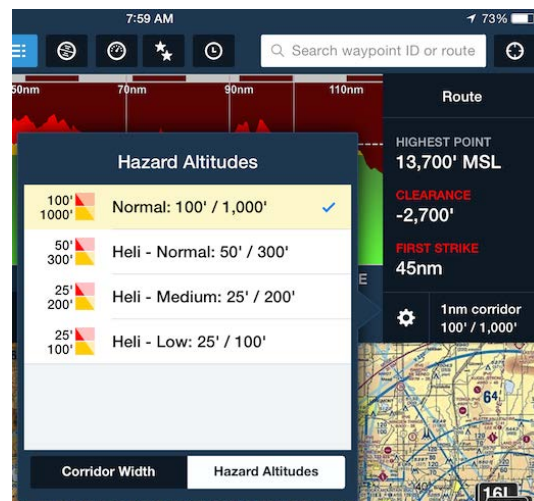 7:59 AM
73%
Search waypoint ID or route
50nm
70nm
90nm
110nm
Route
HIGHEST POINT
13,700' MSL
CLEARANCE
-2,700'
FIRST STRIKE
45nm
E
1nm corridor
100' / 1,000'
Hazard Altitudes
100'
1000'
Normal: 100' / 1,000'
50'
300'
Heli - Normal: 50' / 300'
25'
200'
Heli - Medium: 25' / 200'
25'
100'
Heli - Low: 25' / 100'
Corridor Width
Hazard Altitudes
64
16L